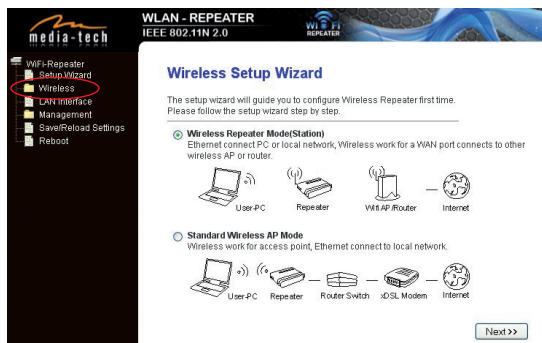 media-tech
WLAN - REPEATER
IEEE 802.11N 2.0
WI FI
REPEATER
WiFi-Repeater
Setup Wizard
Wireless
LAN Interface
Management
Save/Reload Settings
Reboot
Wireless Setup Wizard
The setup wizard will guide you to configure Wireless Repeater first time.
Please follow the setup wizard step by step.
Wireless Repeater Mode(Station)
Ethernet connect PC or local network, Wireless work for a WAN port connects to other
wireless AP or router.
User-PC Repeater Wifi AP /Router Internet
Standard Wireless AP Mode
Wireless work for access point, Ethernet connect to local network.
User-PC Repeater Router Switch xDSL Modem Internet
Next>>